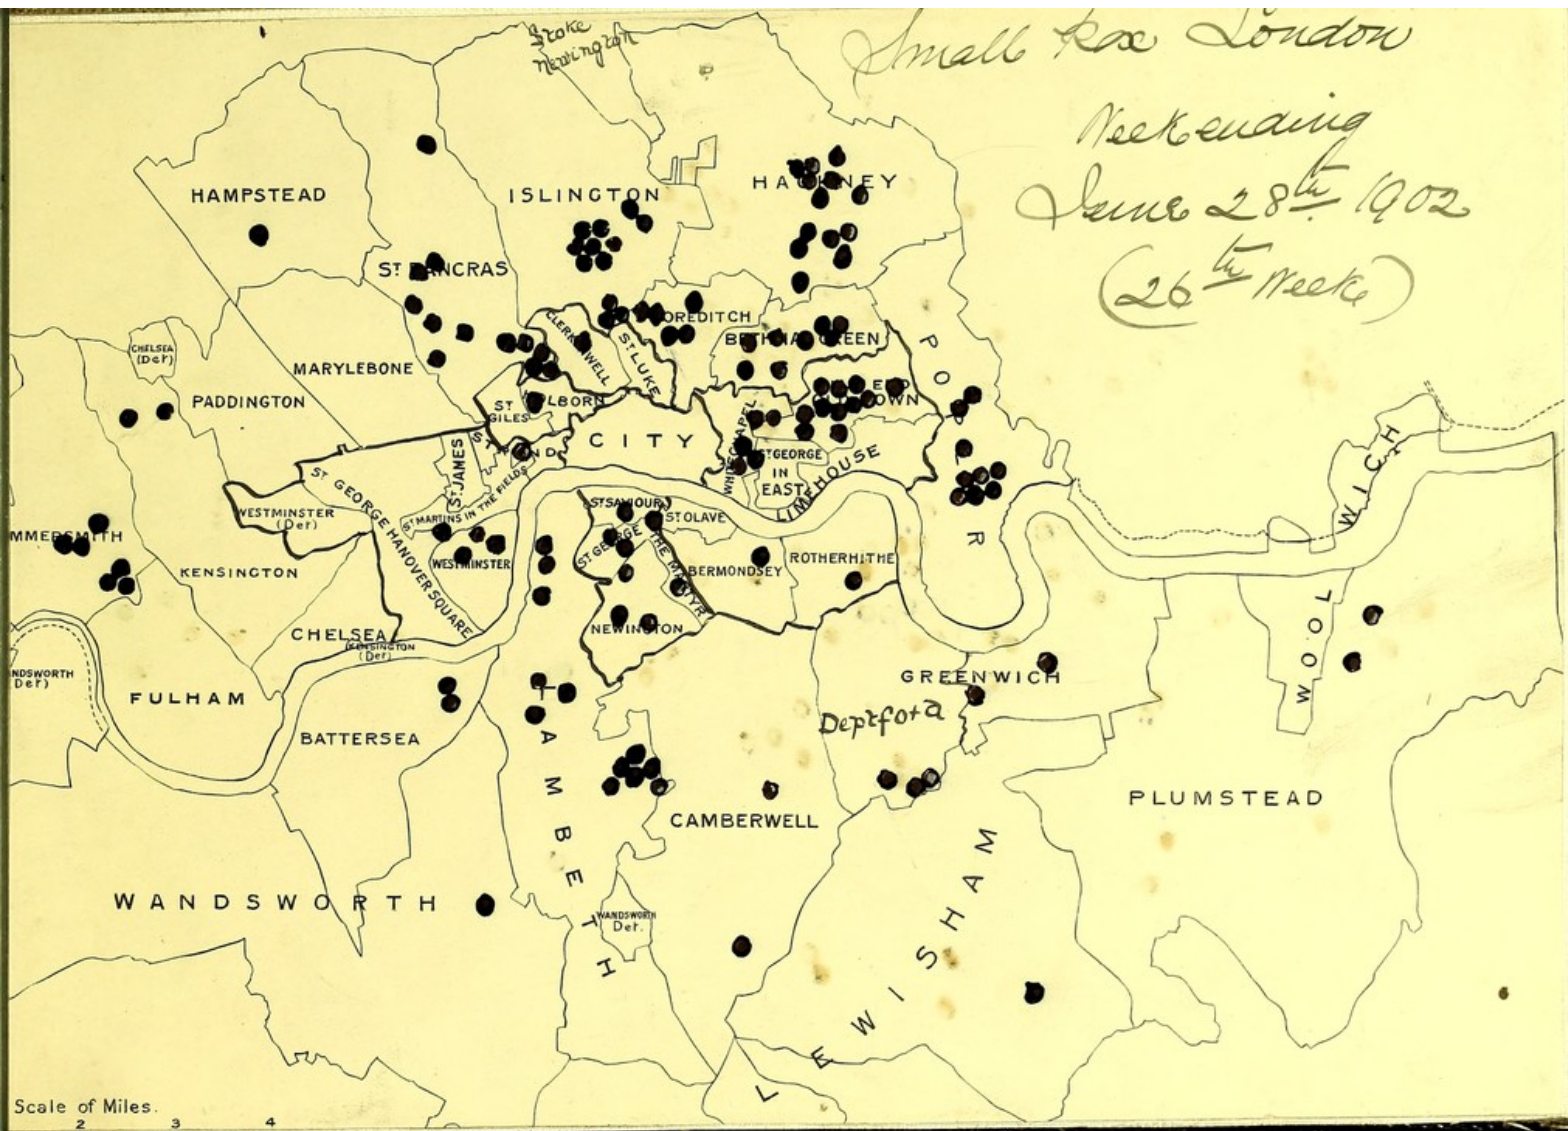 Stoke
Newington
Small Pox London
Week ending
June 28th 1902
(26th Week)
HAMPSTEAD
ISLINGTON
HACKNEY
ST PANCRAS
SHOREDITCH
CLERKENWELL
ST LUKE
BETHNAL GREEN
POPLAR
CHELSEA
(Det)
MARYLEBONE
PADDINGTON
HOLBORN
ST
GILES
END
TOWN
STRAND
CITY
WHITECHAPEL
ST GEORGE
IN
EAST
LIMEHOUSE
ST JAMES
ST GEORGE HANOVER SQUARE
ST MARTINS IN THE FIELDS
WESTMINSTER
(Det)
ST SAVIOUR
ST OLAVE
WOOLWICH
MMERSMITH
KENSINGTON
WESTMINSTER
ST GEORGE THE MARTYR
BERMONDSEY
ROTHERHITHE
NEWINGTON
CHELSEA
KENSINGTON
(Det)
NDSWORTH
Det)
FULHAM
BATTERSEA
LAMBETH
GREENWICH
Deptford
CAMBERWELL
PLUMSTEAD
WANDSWORTH
WANDSWORTH
Det.
LEWISHAM
Scale of Miles.
2 3 4